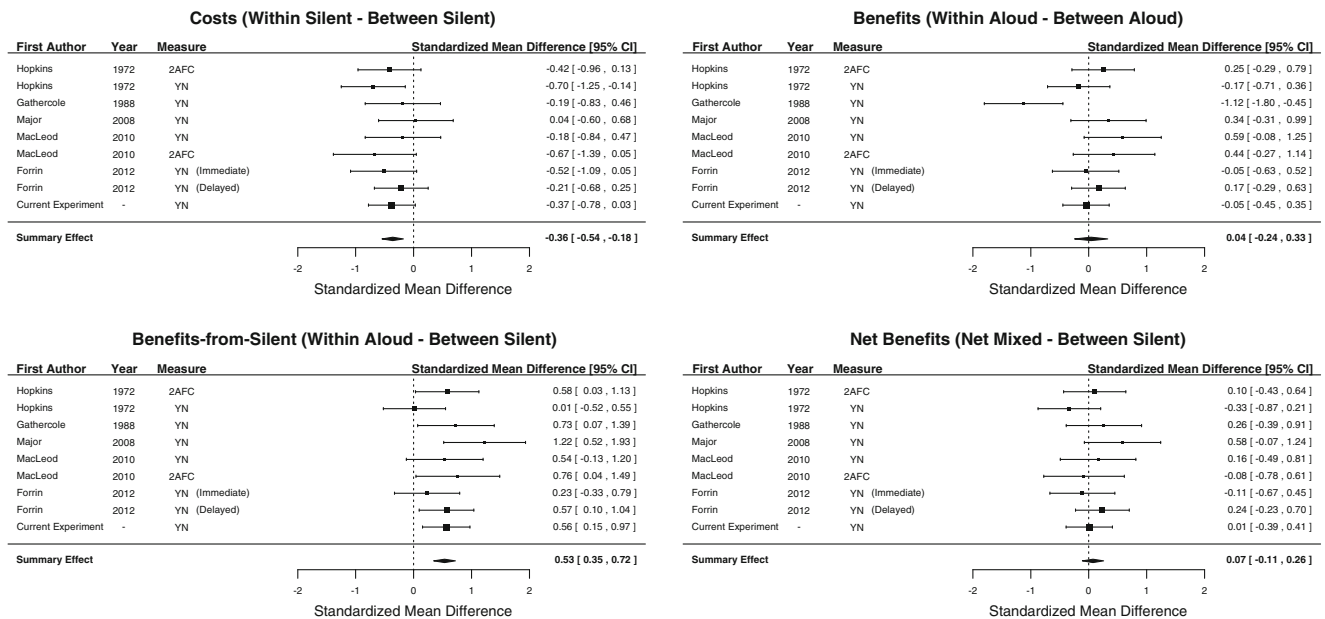 Costs (Within Silent - Between Silent)
First Author Year Measure Standardized Mean Difference [95% CI]
Hopkins 1972 2AFC -0.42 [ -0.96 , 0.13 ]
Hopkins 1972 YN -0.70 [ -1.25 , -0.14 ]
Gathercole 1988 YN -0.19 [ -0.83 , 0.46 ]
Major 2008 YN 0.04 [ -0.60 , 0.68 ]
MacLeod 2010 YN -0.18 [ -0.84 , 0.47 ]
MacLeod 2010 2AFC -0.67 [ -1.39 , 0.05 ]
Forrin 2012 YN (Immediate) -0.52 [ -1.09 , 0.05 ]
Forrin 2012 YN (Delayed) -0.21 [ -0.68 , 0.25 ]
Current Experiment - YN -0.37 [ -0.78 , 0.03 ]
Summary Effect -0.36 [ -0.54 , -0.18 ]
-2 -1 0 1 2
Standardized Mean Difference
Benefits (Within Aloud - Between Aloud)
First Author Year Measure Standardized Mean Difference [95% CI]
Hopkins 1972 2AFC 0.25 [ -0.29 , 0.79 ]
Hopkins 1972 YN -0.17 [ -0.71 , 0.36 ]
Gathercole 1988 YN -1.12 [ -1.80 , -0.45 ]
Major 2008 YN 0.34 [ -0.31 , 0.99 ]
MacLeod 2010 YN 0.59 [ -0.08 , 1.25 ]
MacLeod 2010 2AFC 0.44 [ -0.27 , 1.14 ]
Forrin 2012 YN (Immediate) -0.05 [ -0.63 , 0.52 ]
Forrin 2012 YN (Delayed) 0.17 [ -0.29 , 0.63 ]
Current Experiment - YN -0.05 [ -0.45 , 0.35 ]
Summary Effect 0.04 [ -0.24 , 0.33 ]
-2 -1 0 1 2
Standardized Mean Difference
Benefits-from-Silent (Within Aloud - Between Silent)
First Author Year Measure Standardized Mean Difference [95% CI]
Hopkins 1972 2AFC 0.58 [ 0.03 , 1.13 ]
Hopkins 1972 YN 0.01 [ -0.52 , 0.55 ]
Gathercole 1988 YN 0.73 [ 0.07 , 1.39 ]
Major 2008 YN 1.22 [ 0.52 , 1.93 ]
MacLeod 2010 YN 0.54 [ -0.13 , 1.20 ]
MacLeod 2010 2AFC 0.76 [ 0.04 , 1.49 ]
Forrin 2012 YN (Immediate) 0.23 [ -0.33 , 0.79 ]
Forrin 2012 YN (Delayed) 0.57 [ 0.10 , 1.04 ]
Current Experiment - YN 0.56 [ 0.15 , 0.97 ]
Summary Effect 0.53 [ 0.35 , 0.72 ]
-2 -1 0 1 2
Standardized Mean Difference
Net Benefits (Net Mixed - Between Silent)
First Author Year Measure Standardized Mean Difference [95% CI]
Hopkins 1972 2AFC 0.10 [ -0.43 , 0.64 ]
Hopkins 1972 YN -0.33 [ -0.87 , 0.21 ]
Gathercole 1988 YN 0.26 [ -0.39 , 0.91 ]
Major 2008 YN 0.58 [ -0.07 , 1.24 ]
MacLeod 2010 YN 0.16 [ -0.49 , 0.81 ]
MacLeod 2010 2AFC -0.08 [ -0.78 , 0.61 ]
Forrin 2012 YN (Immediate) -0.11 [ -0.67 , 0.45 ]
Forrin 2012 YN (Delayed) 0.24 [ -0.23 , 0.70 ]
Current Experiment - YN 0.01 [ -0.39 , 0.41 ]
Summary Effect 0.07 [ -0.11 , 0.26 ]
-2 -1 0 1 2
Standardized Mean Difference